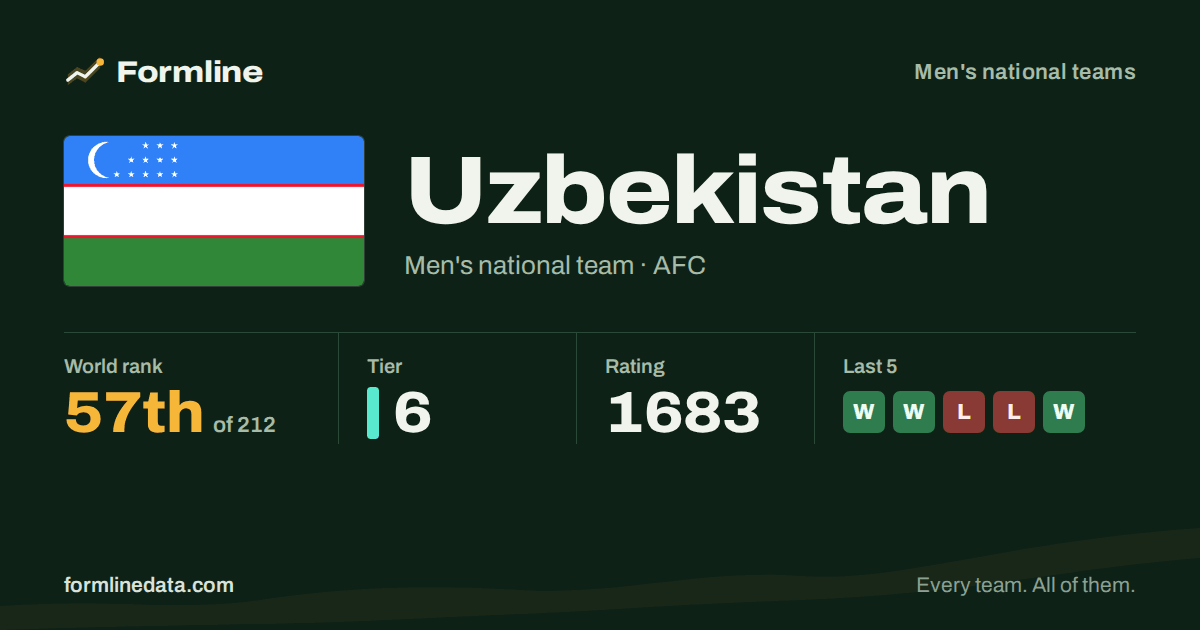 Formline
Men's national teams
Uzbekistan
Men's national team · AFC
World rank
57th of 212
Tier
6
Rating
1683
Last 5
W W L L W
formlinedata.com
Every team. All of them.